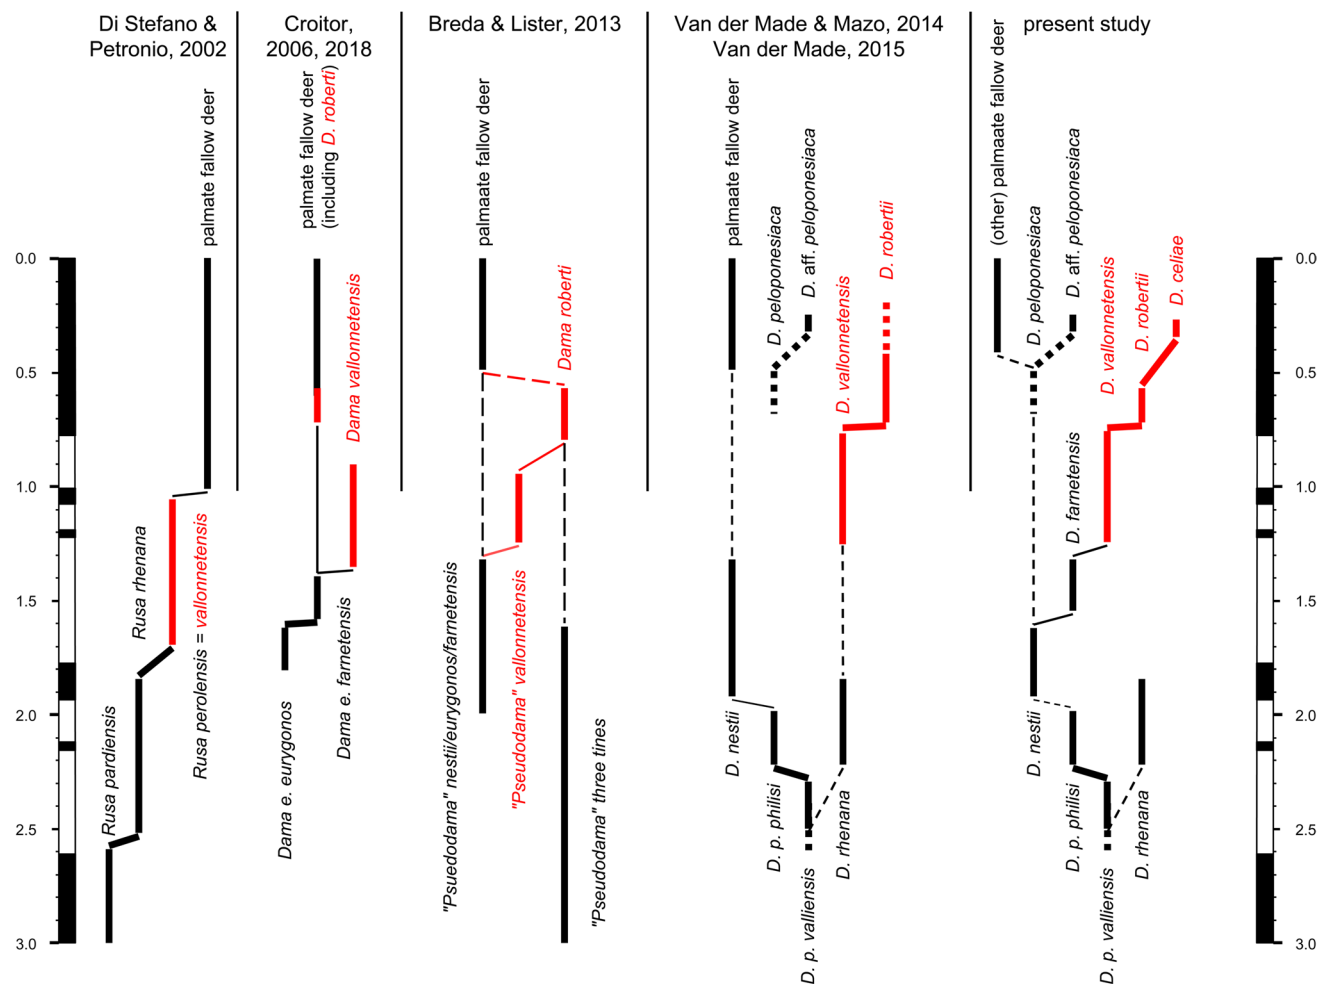 Di Stefano &
Petronio, 2002
Croitor,
2006, 2018
Breda & Lister, 2013
Van der Made & Mazo, 2014
Van der Made, 2015
present study
palmate fallow deer
palmate fallow deer
(including D. roberti)
palmaate fallow deer
palmaate fallow deer
(other) palmaate fallow deer
0.0
0.5
1.0
1.5
2.0
2.5
3.0
Rusa pardiensis
Rusa rhenana
Rusa perolensis = vallonnetensis
Dama e. eurygonos
Dama e. farnetensis
Dama vallonnetensis
"Psuedodama" nestii/eurygonos/farnetensis
"Pseudodama" vallonnetensis
Dama roberti
"Pseudodama" three tines
D. nestii
D. peloponesiaca
D. aff. peloponesiaca
D. vallonnetensis
D. robertii
D. p. philisi
D. p. valliensis
D. rhenana
D. nestii
D. peloponesiaca
D. aff. peloponesiaca
D. farnetensis
D. vallonnetensis
D. robertii
D. celiae
D. p. philisi
D. p. valliensis
D. rhenana
0.0
0.5
1.0
1.5
2.0
2.5
3.0